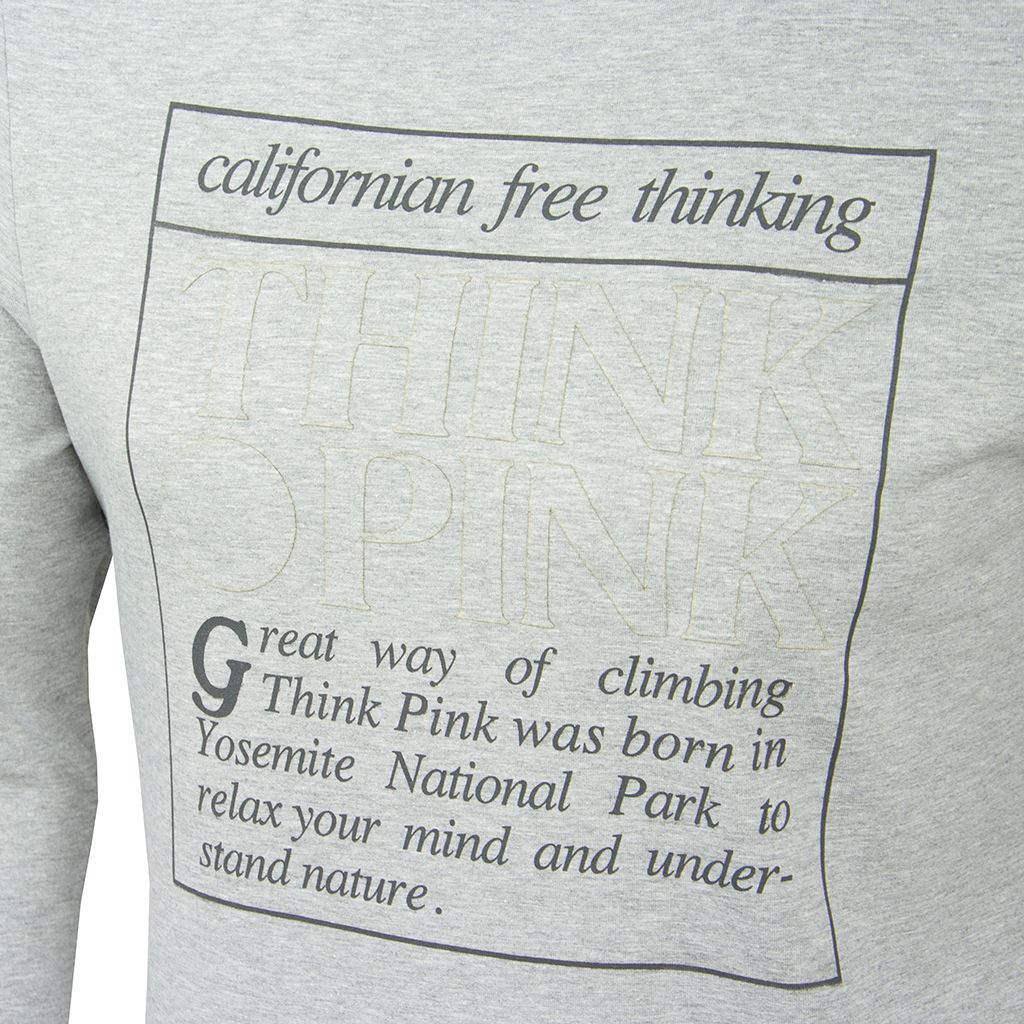 californian free thinking
THINK
PINK
Great way of climbing
Think Pink was born in
Yosemite National Park to
relax your mind and under-
stand nature.